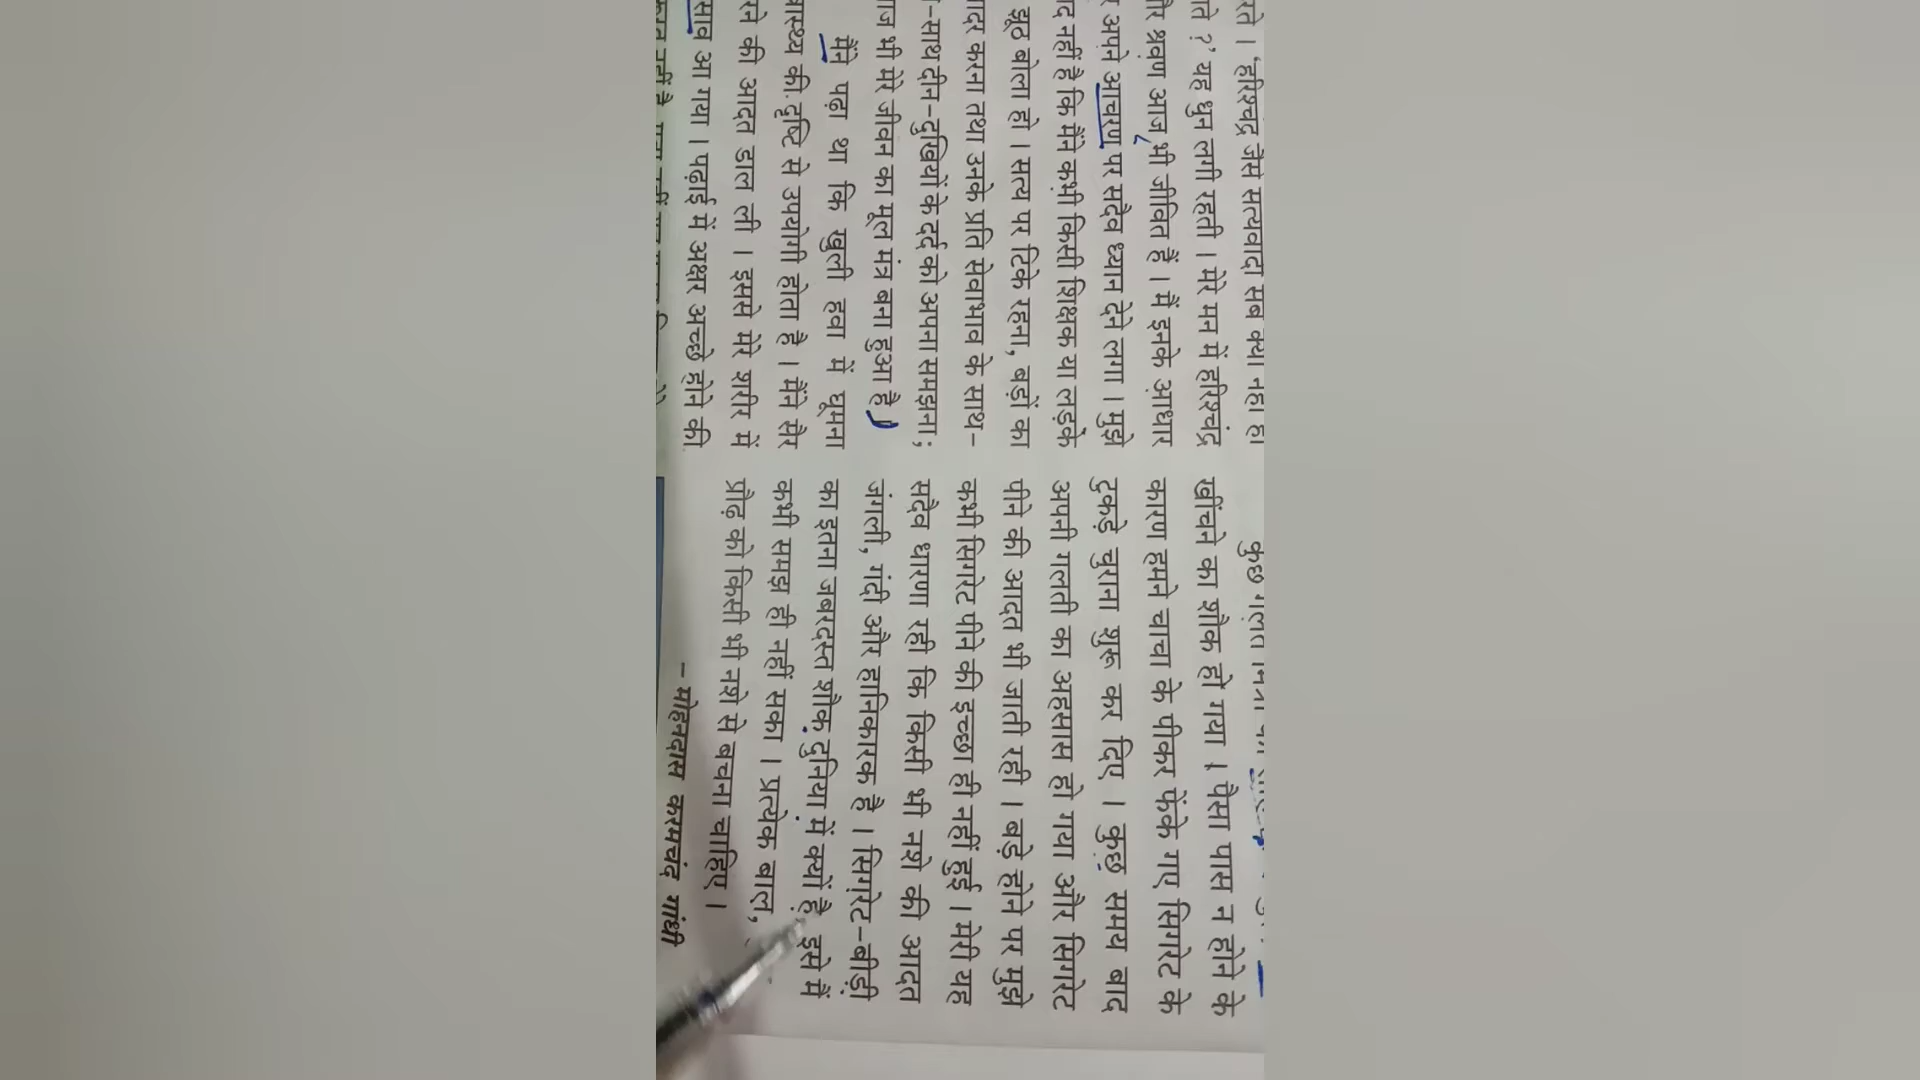 रते । ‘हरिश्चंद्र जैसे सत्यवादी सब क्यों नहीं हो
ते ?’ यह धुन लगी रहती । मेरे मन में हरिश्चंद्र
और श्रवण आज भी जीवित हैं । मैं इनके आधार
र अपने आचरण पर सदैव ध्यान देने लगा । मुझे
द नहीं है कि मैंने कभी किसी शिक्षक या लड़के
झूठ बोला हो । सत्य पर टिके रहना, बड़ों का
आदर करना तथा उनके प्रति सेवाभाव के साथ-
-साथ दीन-दुखियों के दर्द को अपना समझना;
आज भी मेरे जीवन का मूल मंत्र बना हुआ है ।
मैंने पढ़ा था कि खुली हवा में घूमना
स्वास्थ्य की दृष्टि से उपयोगी होता है । मैंने सैर
रने की आदत डाल ली । इससे मेरे शरीर में
साव आ गया । पढ़ाई में अक्षर अच्छे होने की
कुछ गलत
खींचने का शौक हो गया । पैसा पास न होने के
कारण हमने चाचा के पीकर फेंके गए सिगरेट के
टुकड़े चुराना शुरू कर दिए । कुछ समय बाद
अपनी गलती का अहसास हो गया और सिगरेट
पीने की आदत भी जाती रही । बड़े होने पर मुझे
कभी सिगरेट पीने की इच्छा ही नहीं हुई । मेरी यह
सदैव धारणा रही कि किसी भी नशे की आदत
जंगली, गंदी और हानिकारक है । सिगरेट-बीड़ी
का इतना जबरदस्त शौक दुनिया में क्यों है, इसे मैं
कभी समझ ही नहीं सका । प्रत्येक बाल,
प्रौढ़ को किसी भी नशे से बचना चाहिए ।
– मोहनदास करमचंद गांधी